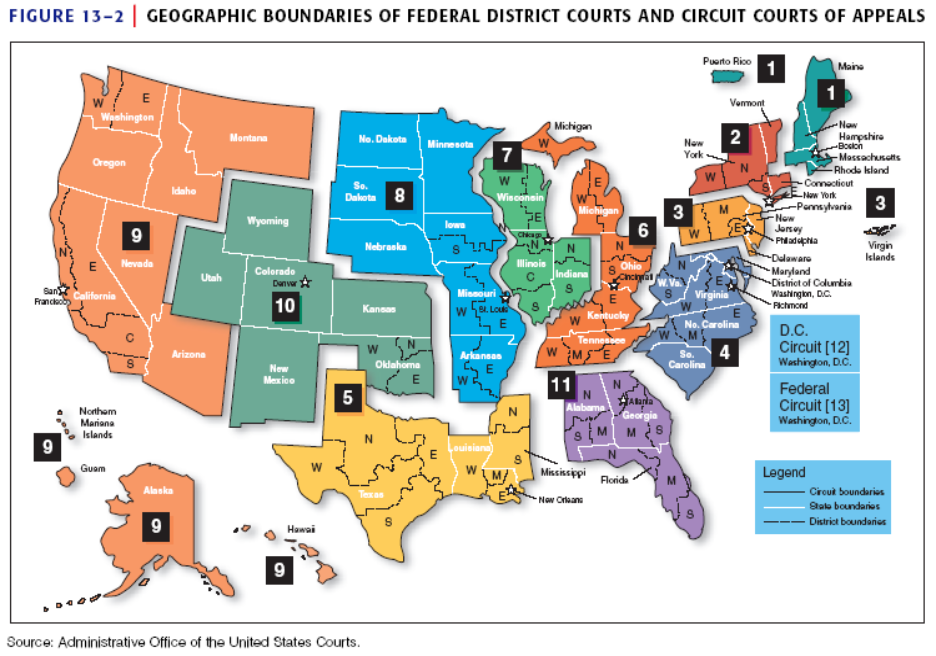 FIGURE 13–2 | GEOGRAPHIC BOUNDARIES OF FEDERAL DISTRICT COURTS AND CIRCUIT COURTS OF APPEALS
Puerto Rico
1
Maine
1
Vermont
New
Hampshire
Boston
Massachusetts
Rhode Island
2
New
York
W
N
S
Connecticut
New York
3
W
M
E
Pennsylvania
New
Jersey
Philadelphia
3
Virgin
Islands
Delaware
Maryland
District of Columbia
Washington, D.C.
Richmond
W
E
Washington
Montana
Oregon
Idaho
9
Nevada
N
E
San
Francisco
California
C
S
Arizona
Wyoming
Utah
Colorado
Denver
10
Kansas
New
Mexico
W
N
Oklahoma
E
No. Dakota
Minnesota
So.
Dakota
8
Nebraska
Iowa
N
S
Missouri
W
St. Louis
E
Arkansas
W
E
7
W
Wisconsin
E
Chicago
N
N
Illinois
C
Indiana
S
S
Michigan
W
E
Michigan
6
N
S
Ohio
Cincinnati
E
W
Kentucky
Tennessee
W
M
E
N
W.Va.
S
W
E
Virginia
No. Carolina
W
M
E
So.
Carolina
4
D.C.
Circuit [12]
Washington, D.C.
Federal
Circuit [13]
Washington, D.C.
5
N
W
E
Texas
S
Louisiana
W
M
E
N
S
Mississippi
New Orleans
11
N
Alabama
S
M
N
Atlanta
Georgia
M
S
N
Florida
M
S
Northern
Mariana
Islands
9
Guam
Alaska
9
Hawaii
9
Legend
Circuit boundaries
State boundaries
District boundaries
Source: Administrative Office of the United States Courts.